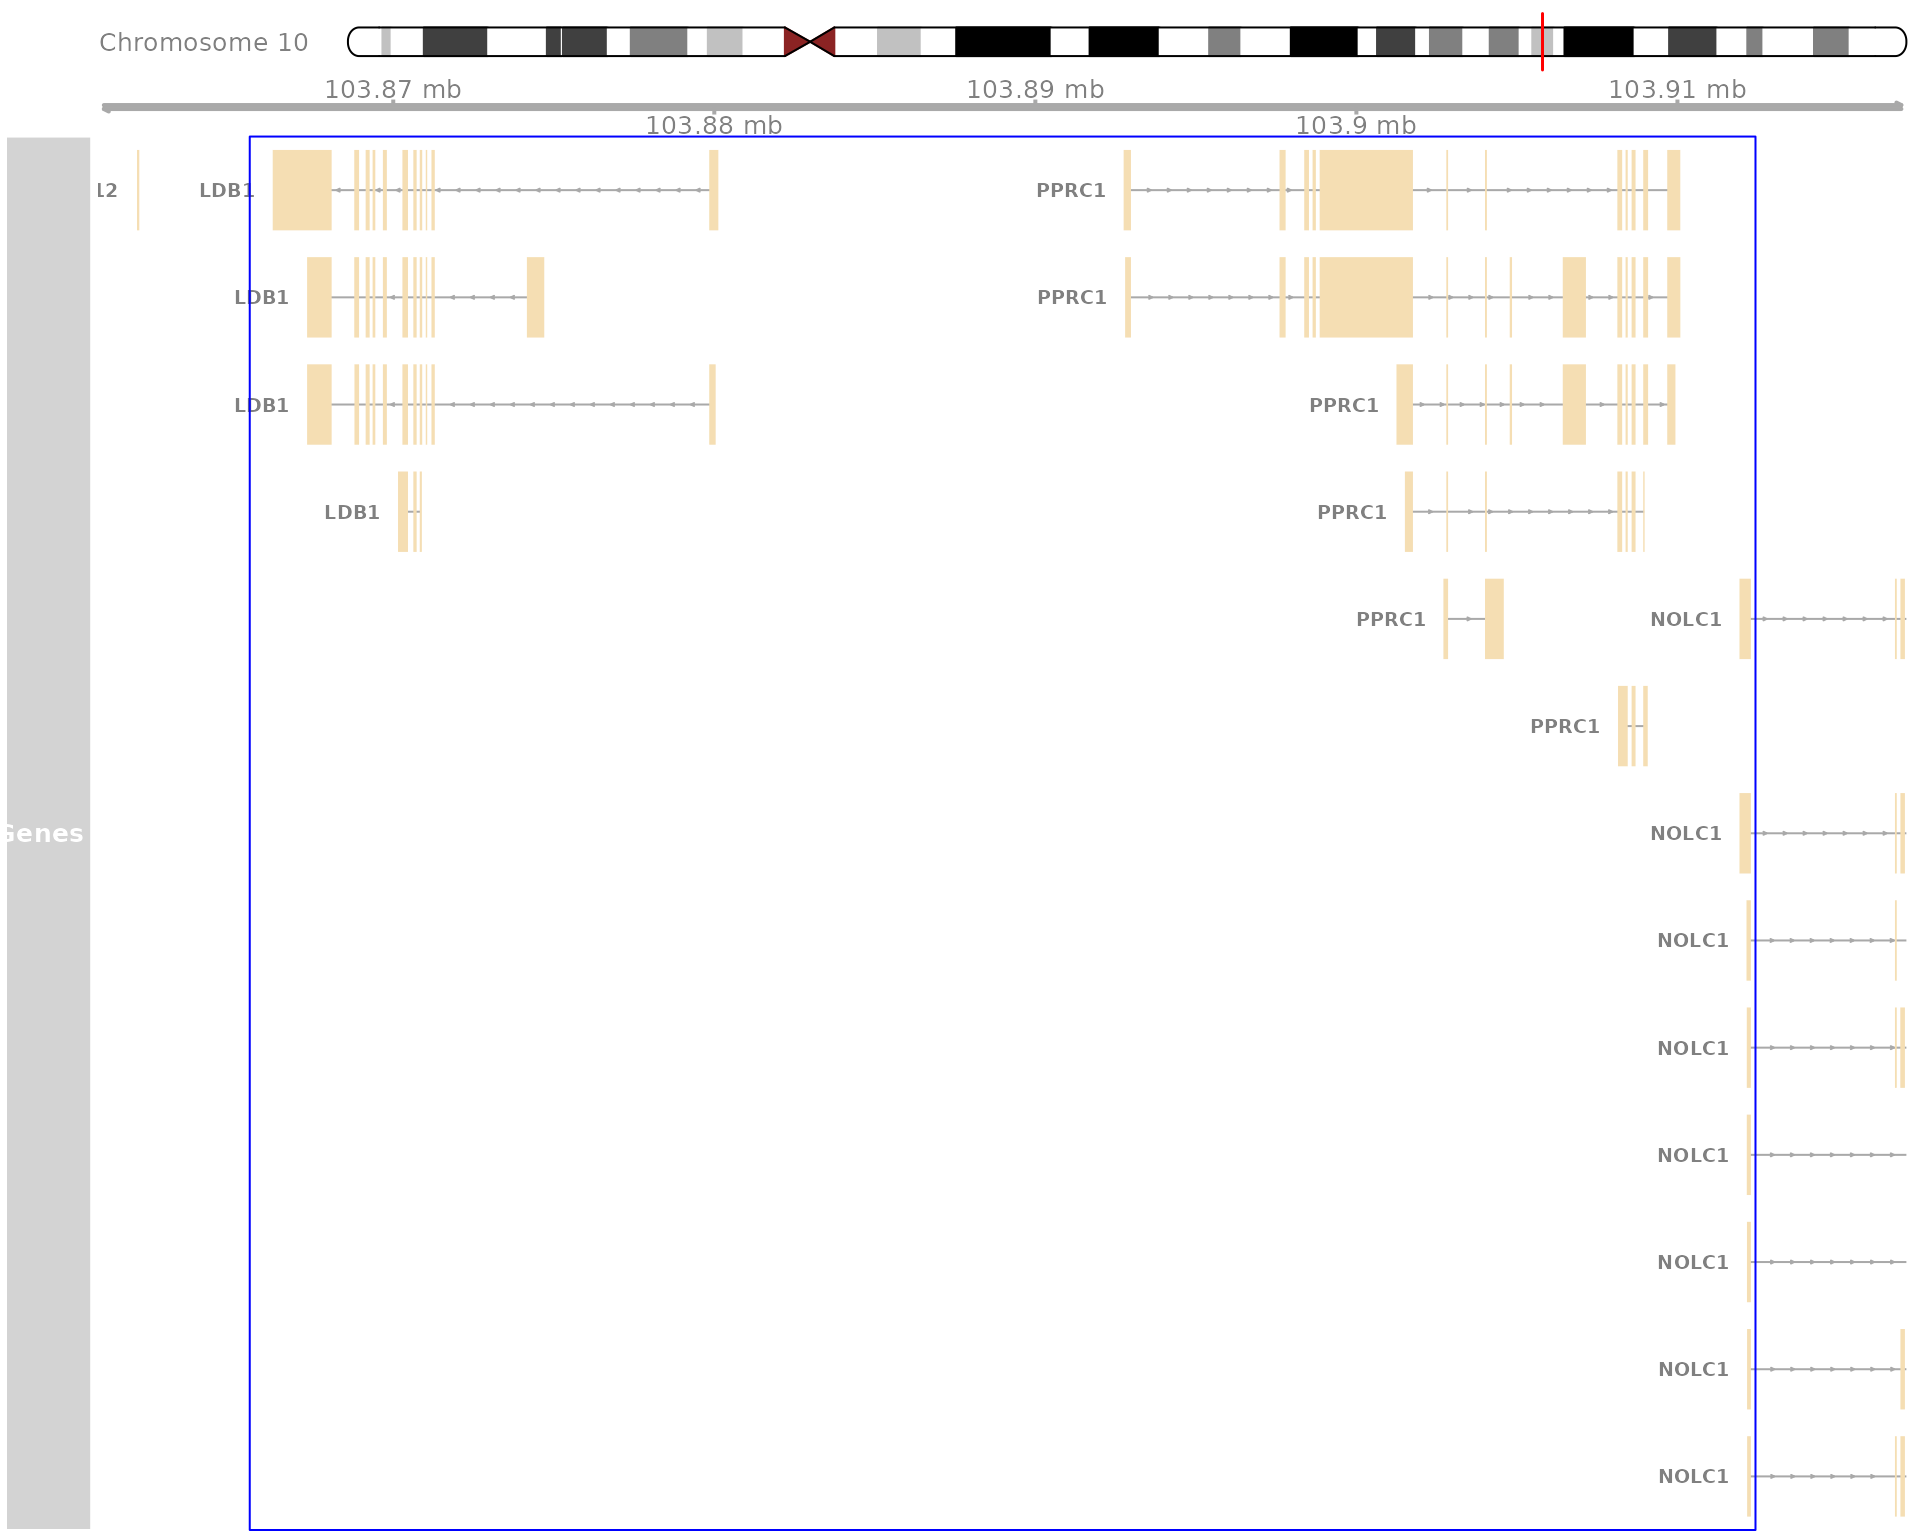 Chromosome 10
103.87 mb 103.89 mb 103.91 mb
103.88 mb 103.9 mb
L2 LDB1 PPRC1
LDB1 PPRC1
LDB1 PPRC1
LDB1 PPRC1
PPRC1 NOLC1
PPRC1
Genes NOLC1
NOLC1
NOLC1
NOLC1
NOLC1
NOLC1
NOLC1